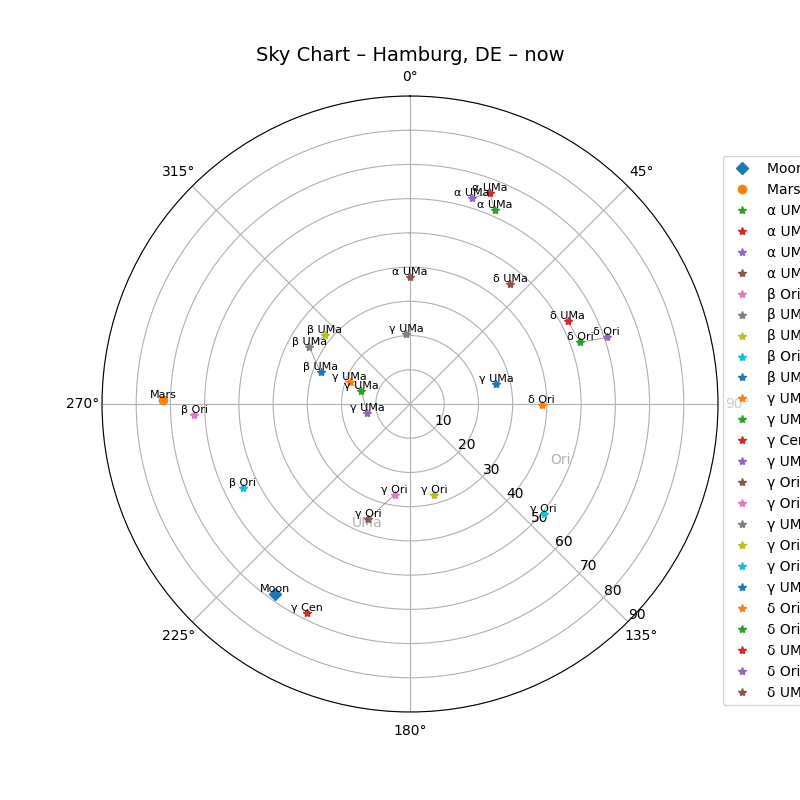 Sky Chart – Hamburg, DE – now
0°
315°
45°
α UMa
α UMa
α UMa
α UMa
δ UMa
β UMa
γ UMa
β UMa
δ UMa
δ Ori
δ Ori
β UMa
γ UMa
γ UMa
γ UMa
Mars
270°
β Ori
γ UMa
δ Ori
90°
10
20
Ori
30
40
β Ori
γ Ori
γ Ori
γ Ori
50
γ Ori
UMa
60
70
80
90
Moon
γ Cen
225°
135°
180°
Moon
Mars
α UM
α UM
α UM
α UM
β Ori
β UM
β UM
β Ori
β UM
γ UM
γ UM
γ Cen
γ UM
γ Ori
γ Ori
γ UM
γ Ori
γ Ori
γ UM
δ Ori
δ Ori
δ UM
δ Ori
δ UM